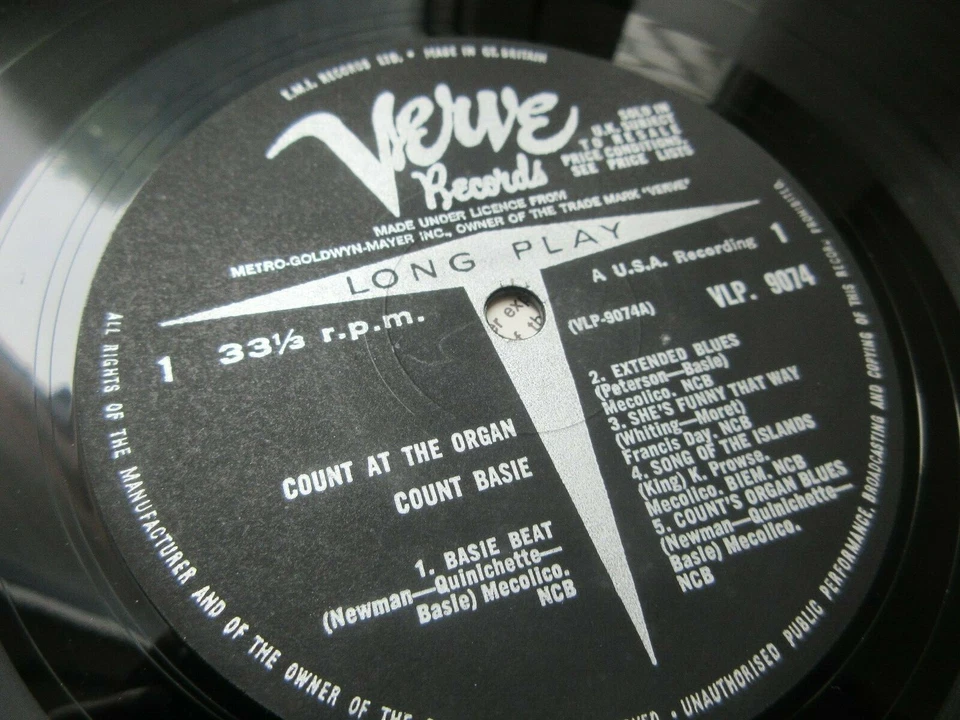 E.M.I. RECORDS LTD. • MADE IN GT. BRITAIN
Verve
Records
SOLD IN
U.K. SUBJECT
TO RESALE
PRICE CONDITIONS
SEE PRICE LISTS
MADE UNDER LICENCE FROM
METRO-GOLDWYN-MAYER INC., OWNER OF THE TRADE MARK "VERVE"
LONG PLAY
A U.S.A. Recording 1
1 33⅓ r.p.m.
(VLP-9074A)
VLP. 9074
COUNT AT THE ORGAN
COUNT BASIE
1. BASIE BEAT
(Newman—Quinichette—
Basie) Mecolico.
NCB
2. EXTENDED BLUES
(Peterson—Basie)
Mecolico. NCB
3. SHE'S FUNNY THAT WAY
(Whiting—Moret)
Francis Day. NCB
4. SONG OF THE ISLANDS
(King) K. Prowse.
Mecolico. BIEM. NCB
5. COUNT'S ORGAN BLUES
(Newman—Quinichette—
Basie) Mecolico.
NCB
ALL RIGHTS OF THE MANUFACTURER AND OF THE OWNER OF THE
• UNAUTHORISED PUBLIC PERFORMANCE, BROADCASTING AND COPYING OF THIS RECORD PROHIBITED